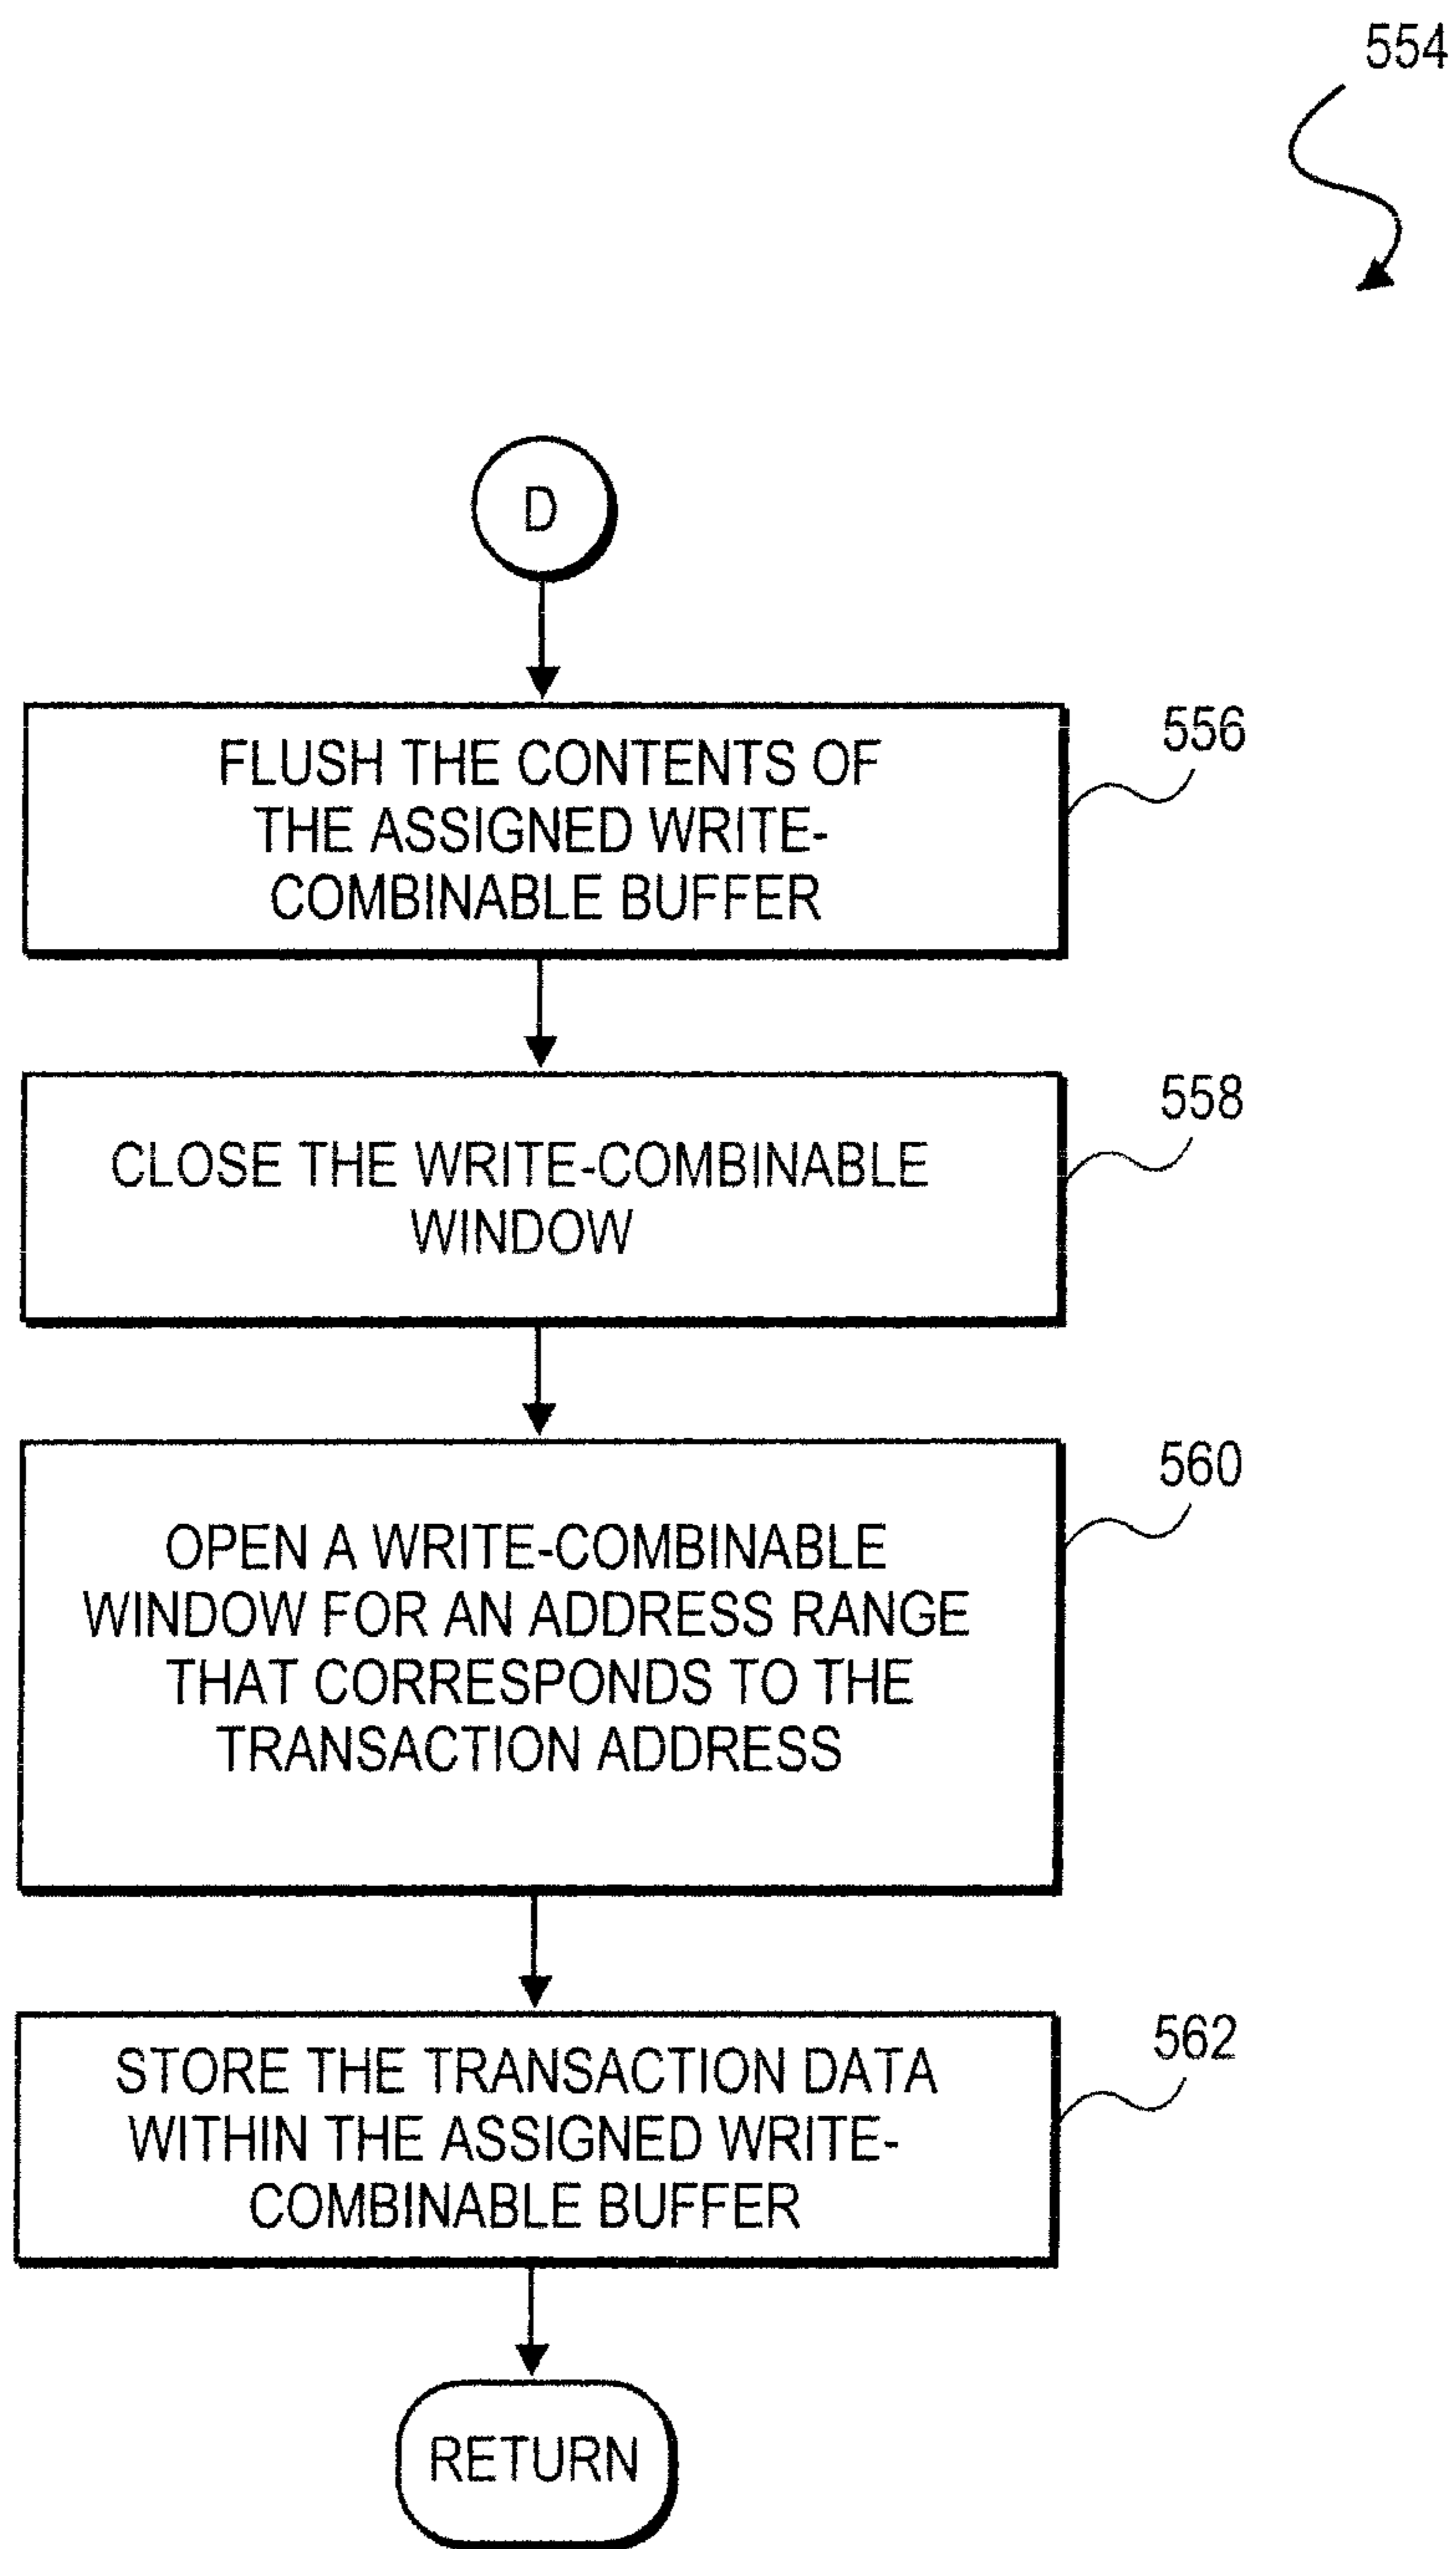 554
D
FLUSH THE CONTENTS OF
THE ASSIGNED WRITE-
COMBINABLE BUFFER
556
CLOSE THE WRITE-COMBINABLE
WINDOW
558
OPEN A WRITE-COMBINABLE
WINDOW FOR AN ADDRESS RANGE
THAT CORRESPONDS TO THE
TRANSACTION ADDRESS
560
STORE THE TRANSACTION DATA
WITHIN THE ASSIGNED WRITE-
COMBINABLE BUFFER
562
RETURN